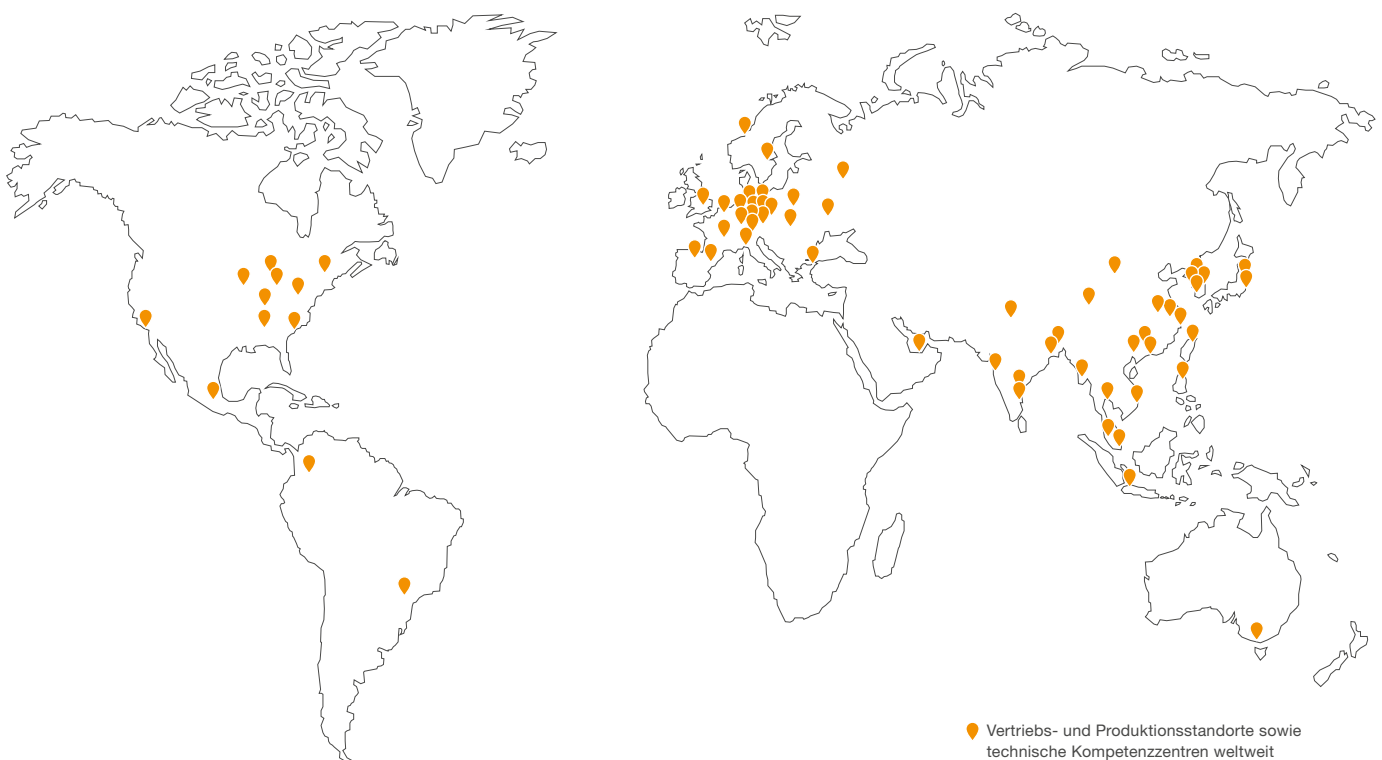 Vertriebs- und Produktionsstandorte sowie
technische Kompetenzzentren weltweit